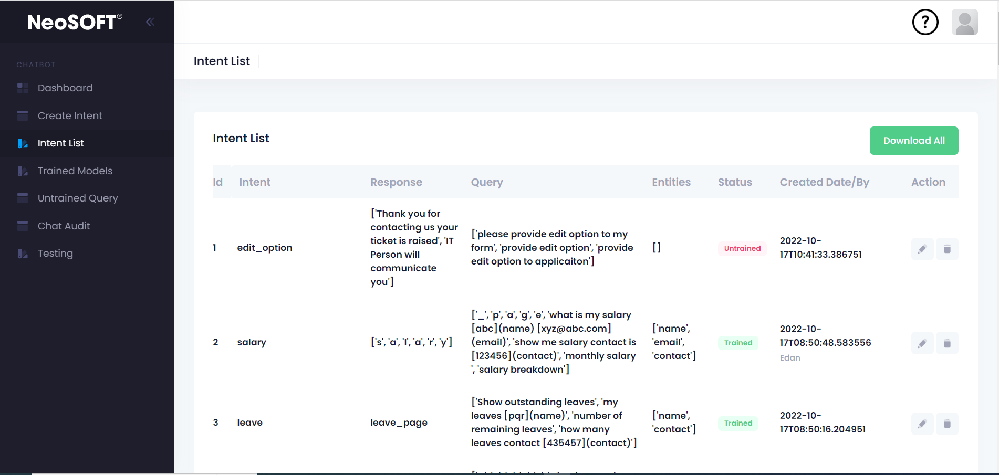 NeoSOFT®
?
CHATBOT
Dashboard
Create Intent
Intent List
Trained Models
Untrained Query
Chat Audit
Testing
Intent List
Intent List
Download All
Id Intent Response Query Entities Status Created Date/By Action
1
edit_option
['Thank you for
contacting us your
ticket is raised', 'IT
Person will
communicate
you']
['please provide edit option to my
form', 'provide edit option', 'provide
edit option to applicaiton']
[]
Untrained
2022-10-
17T10:41:33.386751
2
salary
['s', 'a', 'l', 'a', 'r', 'y']
['_', 'p', 'a', 'g', 'e', 'what is my salary
[abc](name) [xyz@abc.com]
(email)', 'show me salary contact is
[123456](contact)', 'monthly salary
', 'salary breakdown']
['name',
'email',
'contact']
Trained
2022-10-
17T08:50:48.583556
Edan
3
leave
leave_page
['Show outstanding leaves', 'my
leaves [pqr](name)', 'number of
remaining leaves', 'how many
leaves contact [435457](contact)']
['name',
'contact']
Trained
2022-10-
17T08:50:16.204951